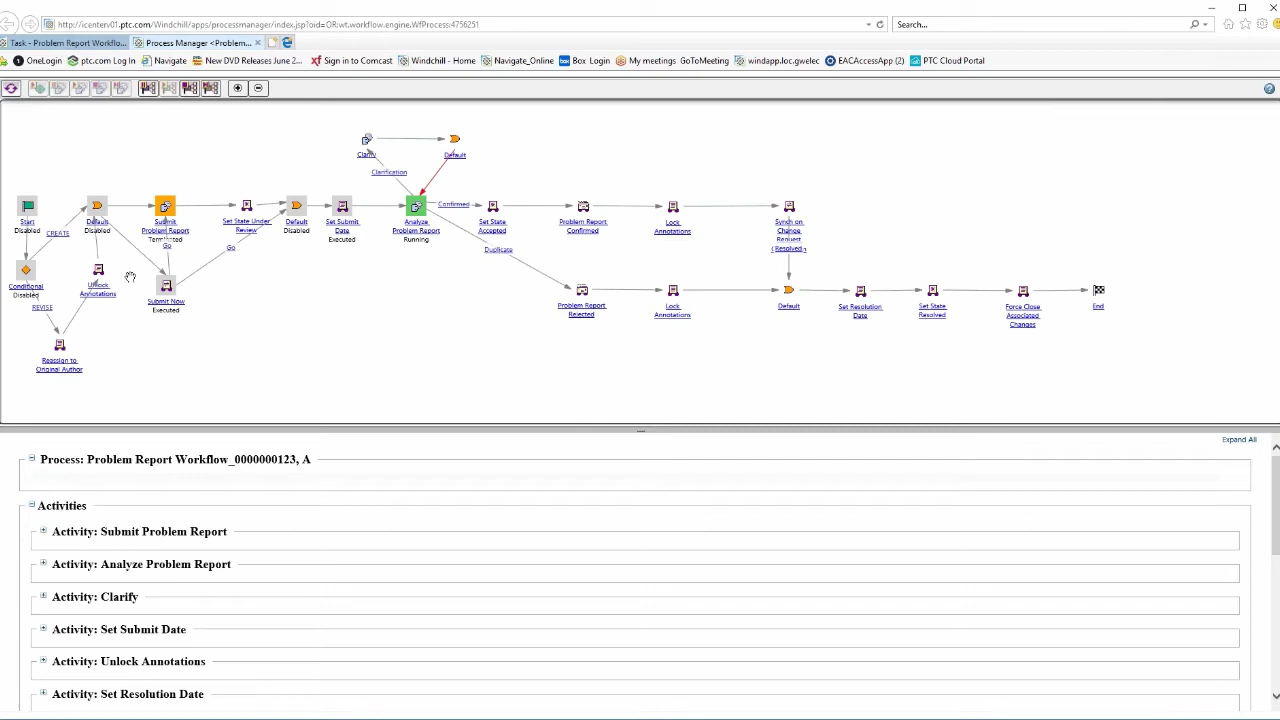 http://icenterv01.ptc.com/Windchill/apps/processmanager/index.jsp?oid=OR:wt.workflow.engine.WfProcess:4756251
Search...
Task - Problem Report Workflo...
Process Manager <Problem...
OneLogin
ptc.com Log In
Navigate
New DVD Releases June 2...
Sign in to Comcast
Windchill - Home
Navigate_Online
Box Login
My meetings GoToMeeting
windapp.loc.gwelec
EACAccessApp (2)
PTC Cloud Portal
Clarify
Default
Clarification
Start
Disabled
CREATE
Default
Disabled
Submit
Problem Report
Terminated
Go
Set State Under
Review
Go
Default
Disabled
Set Submit
Date
Executed
Analyze
Problem Report
Running
Confirmed
Duplicate
Set State
Accepted
Problem Report
Confirmed
Lock
Annotations
Synch on
Change
Request
(Resolved,
Conditional
Disabled
REVISE
Unlock
Annotations
Submit Now
Executed
Reassign to
Original Author
Problem Report
Rejected
Lock
Annotations
Default
Set Resolution
Date
Set State
Resolved
Force Close
Associated
Changes
End
Expand All
Process: Problem Report Workflow_0000000123, A
Activities
Activity: Submit Problem Report
Activity: Analyze Problem Report
Activity: Clarify
Activity: Set Submit Date
Activity: Unlock Annotations
Activity: Set Resolution Date